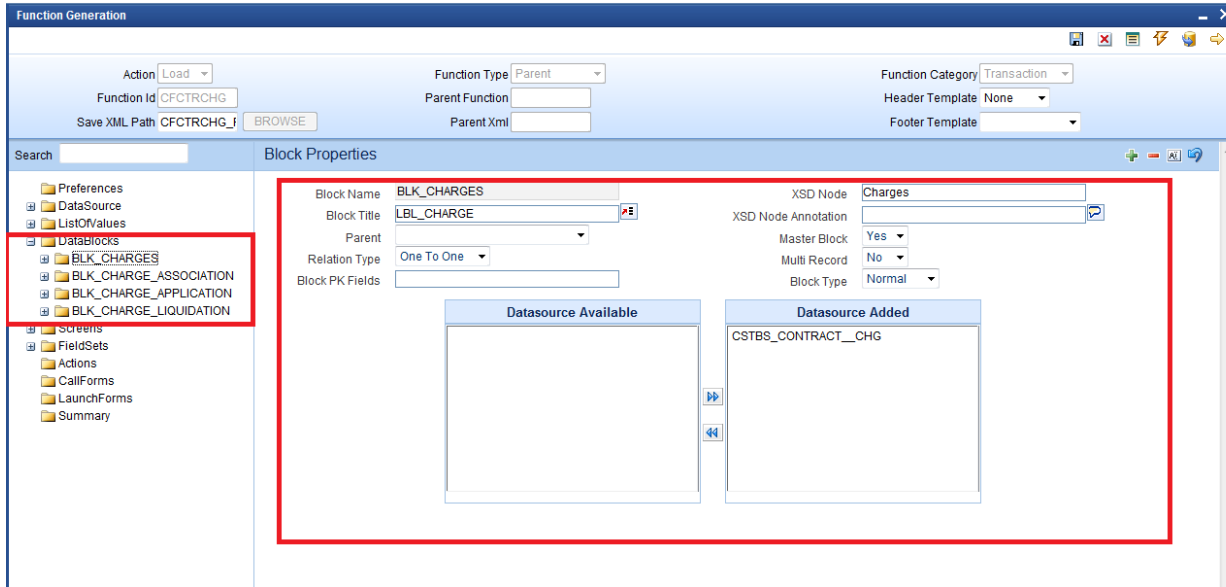 Function Generation
Action Load
Function Type Parent
Function Category Transaction
Function Id CFCTRCHG
Parent Function
Header Template None
Save XML Path CFCTRCHG_
BROWSE
Parent Xml
Footer Template
Search
Block Properties
Preferences
DataSource
ListOfValues
DataBlocks
BLK_CHARGES
BLK_CHARGE_ASSOCIATION
BLK_CHARGE_APPLICATION
BLK_CHARGE_LIQUIDATION
Screens
FieldSets
Actions
CallForms
LaunchForms
Summary
Block Name BLK_CHARGES
XSD Node Charges
Block Title LBL_CHARGE
XSD Node Annotation
Parent
Master Block Yes
Relation Type One To One
Multi Record No
Block PK Fields
Block Type Normal
Datasource Available
Datasource Added
CSTBS_CONTRACT__CHG